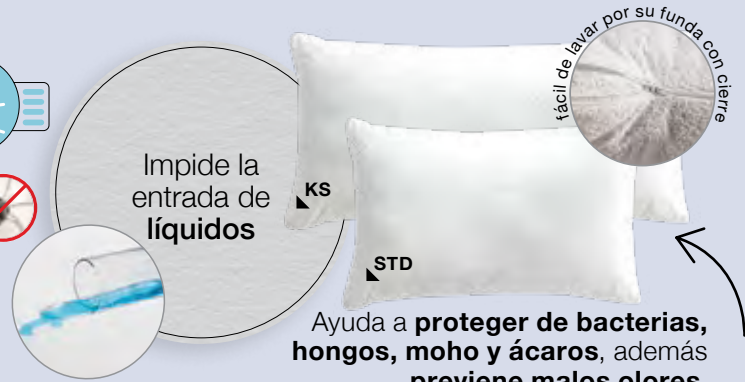 fácil de lavar por su funda con cierre
Impide la
entrada de
líquidos
KS
STD
Ayuda a proteger de bacterias,
hongos, moho y ácaros, además
previene malos olores.